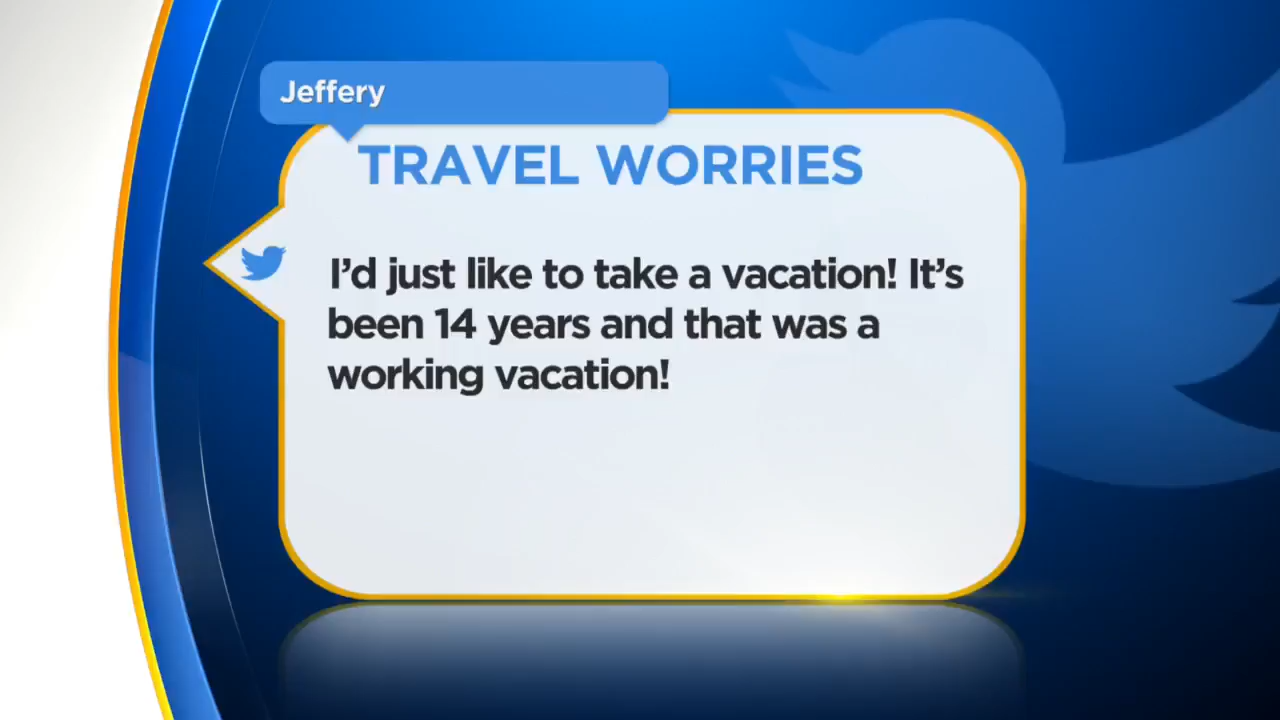 Jeffery
TRAVEL WORRIES
I’d just like to take a vacation! It’s
been 14 years and that was a
working vacation!